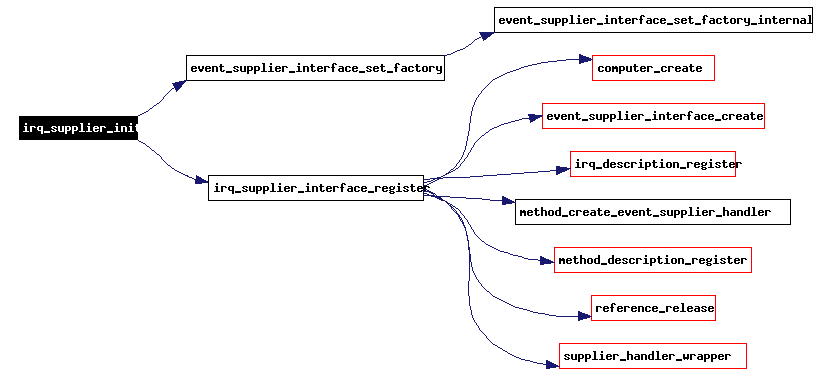 event_supplier_interface_set_factory_internal
event_supplier_interface_set_factory
computer_create
event_supplier_interface_create
irq_supplier_init
irq_description_register
irq_supplier_interface_register
method_create_event_supplier_handler
method_description_register
reference_release
supplier_handler_wrapper